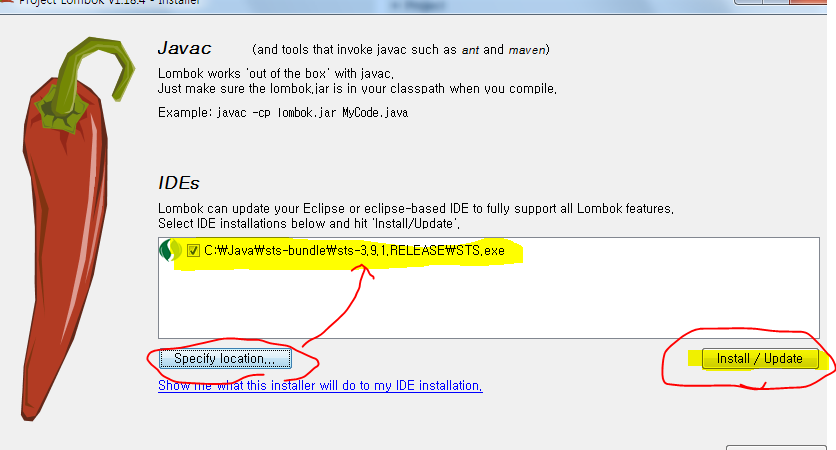 Project Lombok v1.18.4 - Installer
Javac (and tools that invoke javac such as ant and maven)
Lombok works 'out of the box' with javac.
Just make sure the lombok.jar is in your classpath when you compile.
Example: javac -cp lombok.jar MyCode.java
IDEs
Lombok can update your Eclipse or eclipse-based IDE to fully support all Lombok features.
Select IDE installations below and hit 'Install/Update'.
C:₩Java₩sts-bundle₩sts-3.9.1.RELEASE₩STS.exe
Specify location...
Install / Update
Show me what this installer will do to my IDE installation.